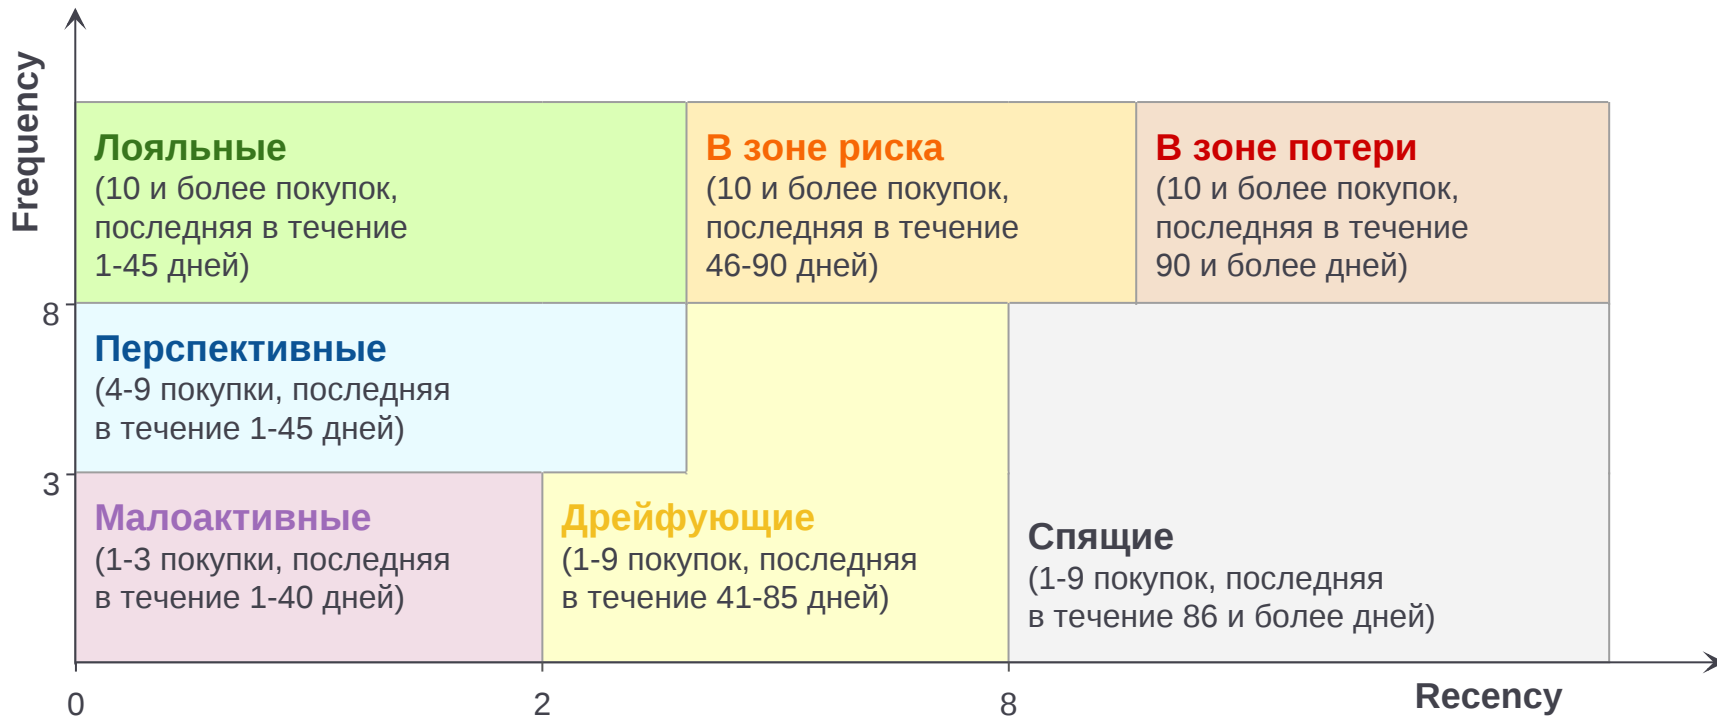 Frequency
Лояльные
(10 и более покупок,
последняя в течение
1-45 дней)
В зоне риска
(10 и более покупок,
последняя в течение
46-90 дней)
В зоне потери
(10 и более покупок,
последняя в течение
90 и более дней)
8
Перспективные
(4-9 покупки, последняя
в течение 1-45 дней)
3
Малоактивные
(1-3 покупки, последняя
в течение 1-40 дней)
Дрейфующие
(1-9 покупок, последняя
в течение 41-85 дней)
Спящие
(1-9 покупок, последняя
в течение 86 и более дней)
0
2
8
Recency